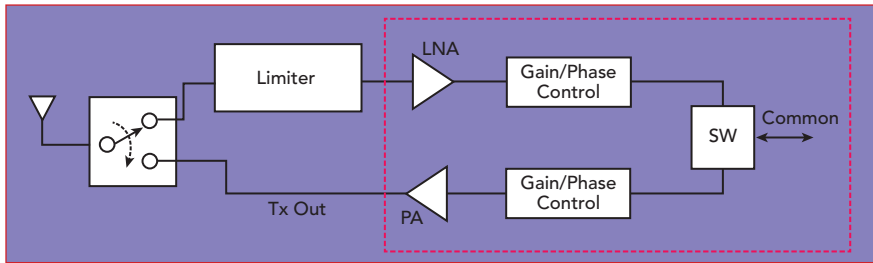 LNA
Limiter
Gain/Phase
Control
Common
SW
Tx Out
PA
Gain/Phase
Control